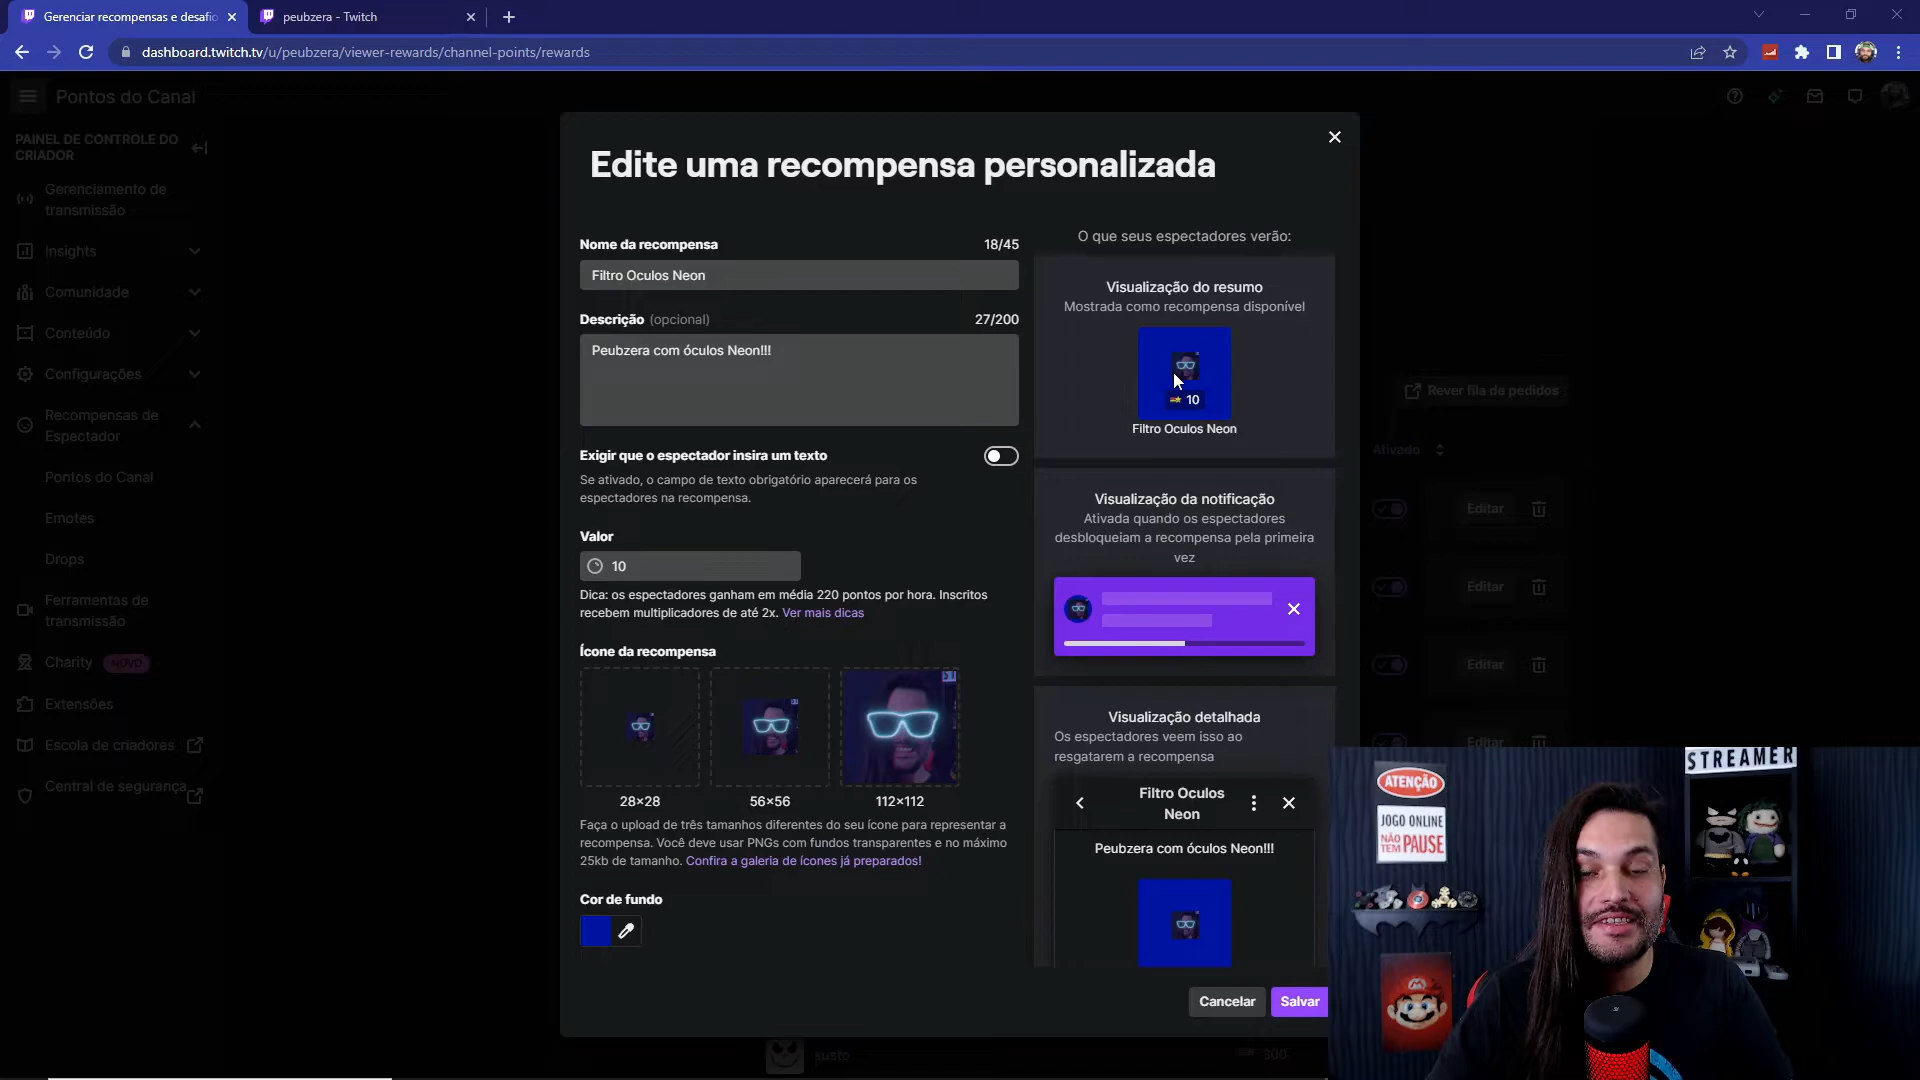 Gerenciar recompensas e desafio
peubzera - Twitch
dashboard.twitch.tv/u/peubzera/viewer-rewards/channel-points/rewards
Pontos do Canal
PAINEL DE CONTROLE DO
CRIADOR
Gerenciamento de
transmissão
Insights
Comunidade
Conteúdo
Configurações
Recompensas de
Espectador
Pontos do Canal
Emotes
Drops
Ferramentas de
transmissão
Charity NOVO
Extensões
Escola de criadores
Central de segurança
Edite uma recompensa personalizada
Nome da recompensa 18/45
Filtro Oculos Neon
Descrição (opcional) 27/200
Peubzera com óculos Neon!!!
Exigir que o espectador insira um texto
Se ativado, o campo de texto obrigatório aparecerá para os
espectadores na recompensa.
Valor
10
Dica: os espectadores ganham em média 220 pontos por hora. Inscritos
recebem multiplicadores de até 2x. Ver mais dicas
Ícone da recompensa
28×28
56×56
112×112
Faça o upload de três tamanhos diferentes do seu ícone para representar a
recompensa. Você deve usar PNGs com fundos transparentes e no máximo
25kb de tamanho. Confira a galeria de ícones já preparados!
Cor de fundo
O que seus espectadores verão:
Visualização do resumo
Mostrada como recompensa disponível
10
Filtro Oculos Neon
Visualização da notificação
Ativada quando os espectadores
desbloqueiam a recompensa pela primeira
vez
Visualização detalhada
Os espectadores veem isso ao
resgatarem a recompensa
Filtro Oculos
Neon
Peubzera com óculos Neon!!!
Cancelar
Salvar
susto
300
Rever fila de pedidos
Ativado
Editar
Editar
Editar
Editar
ATENÇÃO
JOGO ONLINE
NÃO
TEM PAUSE
STREAMER